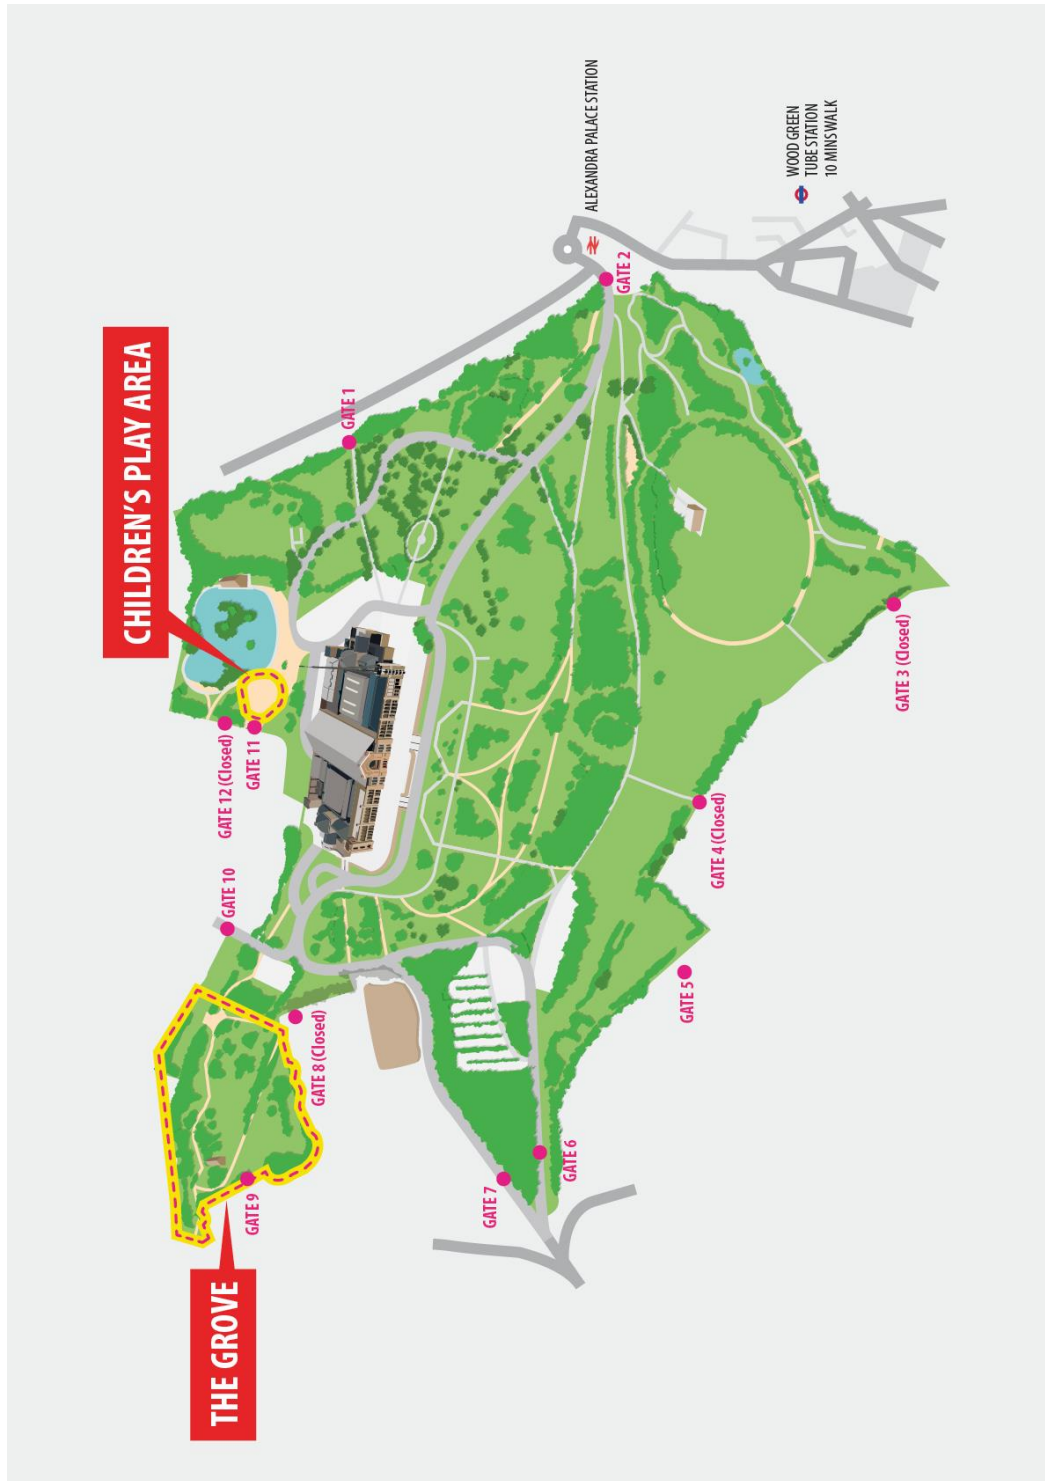 THE GROVE
CHILDREN'S PLAY AREA
GATE 9
GATE 8 (Closed)
GATE 10
GATE 12 (Closed)
GATE 11
GATE 1
GATE 7
GATE 6
GATE 2
ALEXANDRA PALACE STATION
GATE 5
GATE 4 (Closed)
GATE 3 (Closed)
WOOD GREEN
TUBE STATION
10 MINS WALK